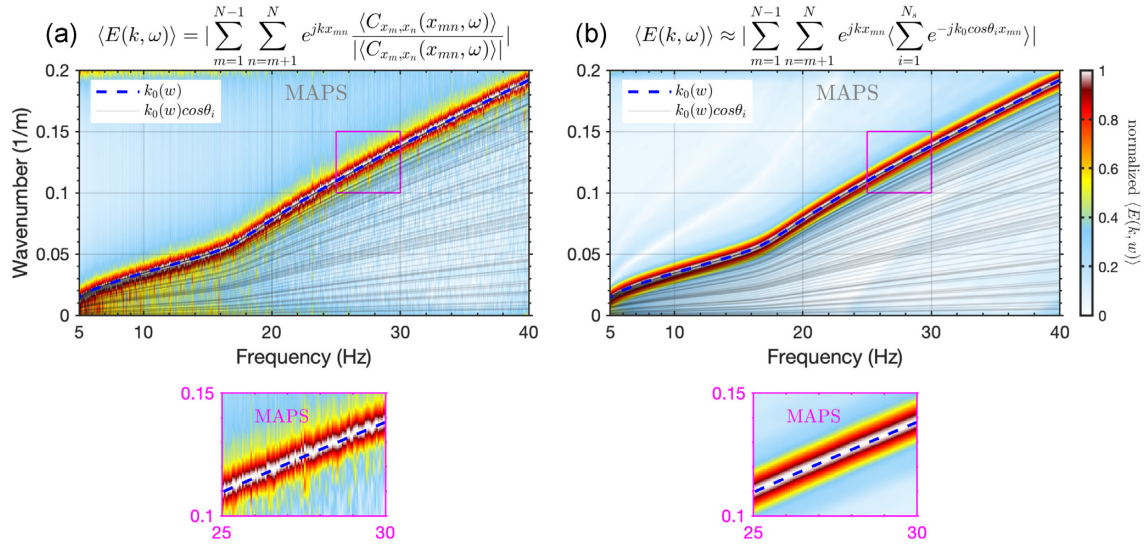 (a) ⟨E(k, ω)⟩ = | ∑_{m=1}^{N−1} ∑_{n=m+1}^{N} e^{jkx_{mn}} ⟨C_{x_m,x_n}(x_{mn}, ω)⟩ / |⟨C_{x_m,x_n}(x_{mn}, ω)⟩| |
(b) ⟨E(k, ω)⟩ ≈ | ∑_{m=1}^{N−1} ∑_{n=m+1}^{N} e^{jkx_{mn}} ⟨ ∑_{i=1}^{N_s} e^{−jk_0cosθ_ix_{mn}} ⟩ |
0.2
0.15
0.1
0.05
0
Wavenumber (1/m)
k_0(w)
k_0(w)cosθ_i
MAPS
5 10 20 30 40
Frequency (Hz)
0.2
0.15
0.1
0.05
0
k_0(w)
k_0(w)cosθ_i
MAPS
5 10 20 30 40
Frequency (Hz)
1
0.8
0.6
0.4
0.2
0
normalized ⟨E(k, w)⟩
0.15
MAPS
0.1
25 30
0.15
MAPS
0.1
25 30